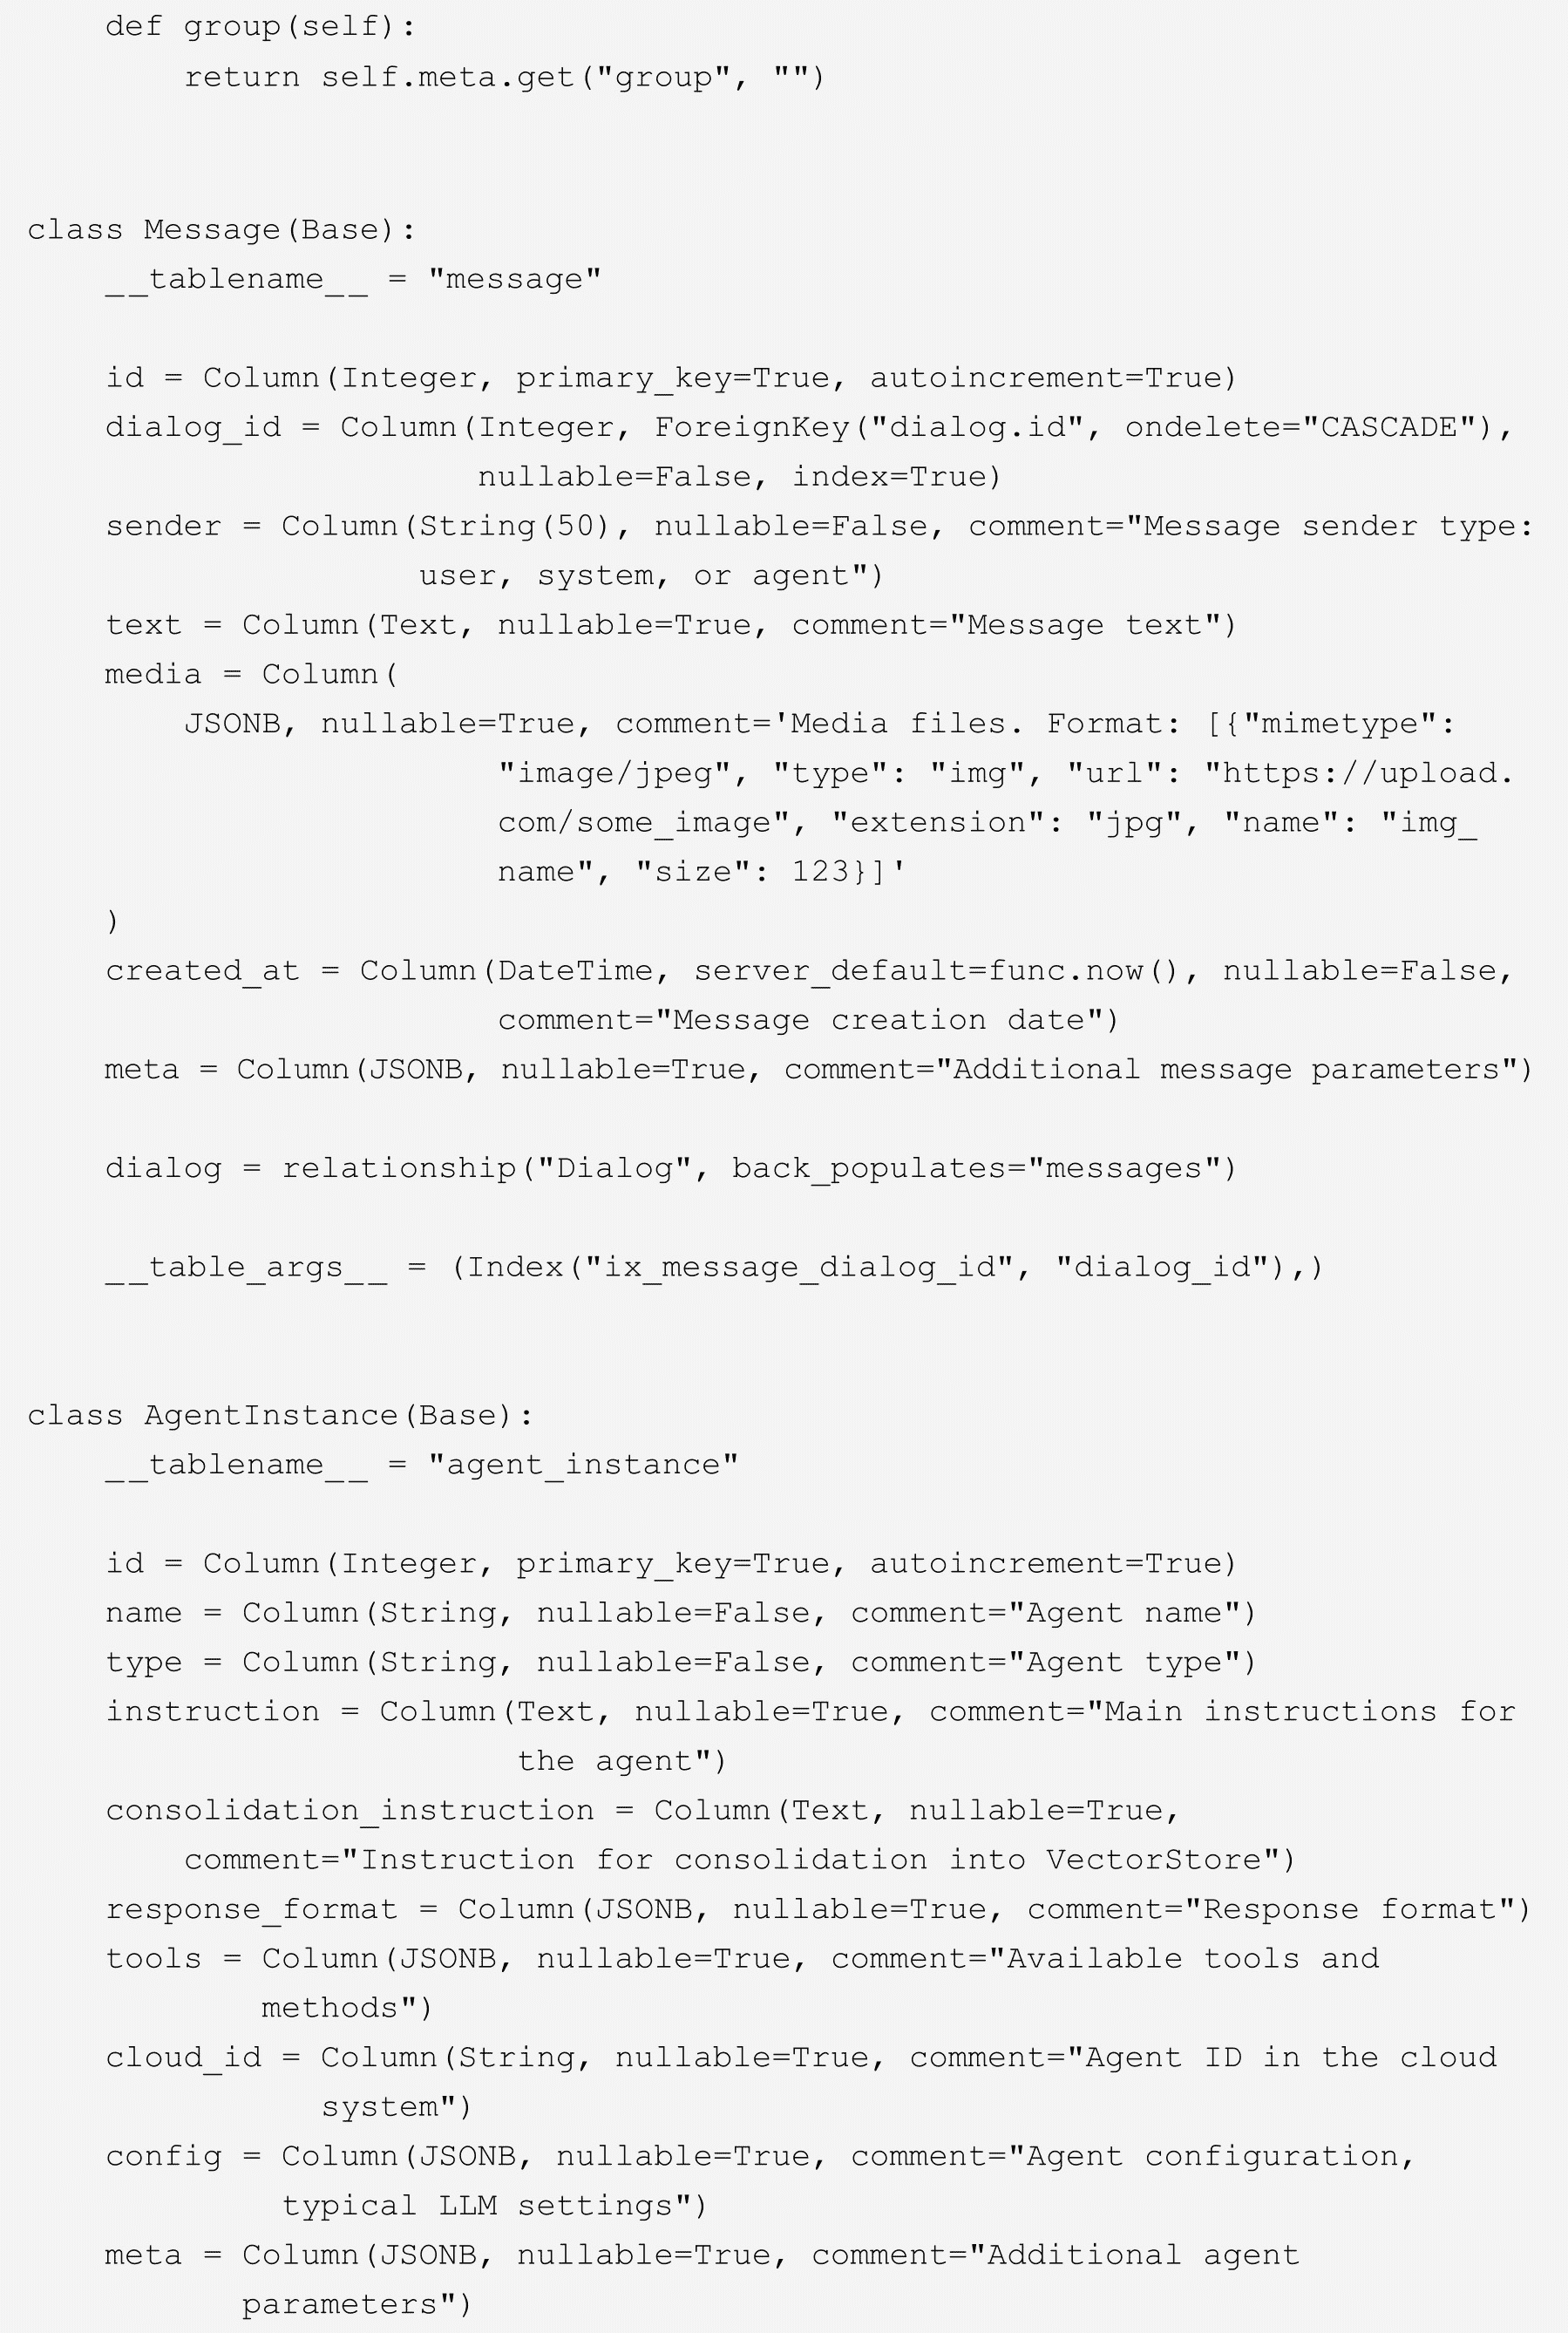 def group(self):
return self.meta.get("group", "")
class Message(Base):
__tablename__ = "message"
id = Column(Integer, primary_key=True, autoincrement=True)
dialog_id = Column(Integer, ForeignKey("dialog.id", ondelete="CASCADE"),
nullable=False, index=True)
sender = Column(String(50), nullable=False, comment="Message sender type:
user, system, or agent")
text = Column(Text, nullable=True, comment="Message text")
media = Column(
JSONB, nullable=True, comment='Media files. Format: [{"mimetype":
"image/jpeg", "type": "img", "url": "https://upload.
com/some_image", "extension": "jpg", "name": "img_
name", "size": 123}]'
)
created_at = Column(DateTime, server_default=func.now(), nullable=False,
comment="Message creation date")
meta = Column(JSONB, nullable=True, comment="Additional message parameters")
dialog = relationship("Dialog", back_populates="messages")
__table_args__ = (Index("ix_message_dialog_id", "dialog_id"),)
class AgentInstance(Base):
__tablename__ = "agent_instance"
id = Column(Integer, primary_key=True, autoincrement=True)
name = Column(String, nullable=False, comment="Agent name")
type = Column(String, nullable=False, comment="Agent type")
instruction = Column(Text, nullable=True, comment="Main instructions for
the agent")
consolidation_instruction = Column(Text, nullable=True,
comment="Instruction for consolidation into VectorStore")
response_format = Column(JSONB, nullable=True, comment="Response format")
tools = Column(JSONB, nullable=True, comment="Available tools and
methods")
cloud_id = Column(String, nullable=True, comment="Agent ID in the cloud
system")
config = Column(JSONB, nullable=True, comment="Agent configuration,
typical LLM settings")
meta = Column(JSONB, nullable=True, comment="Additional agent
parameters")